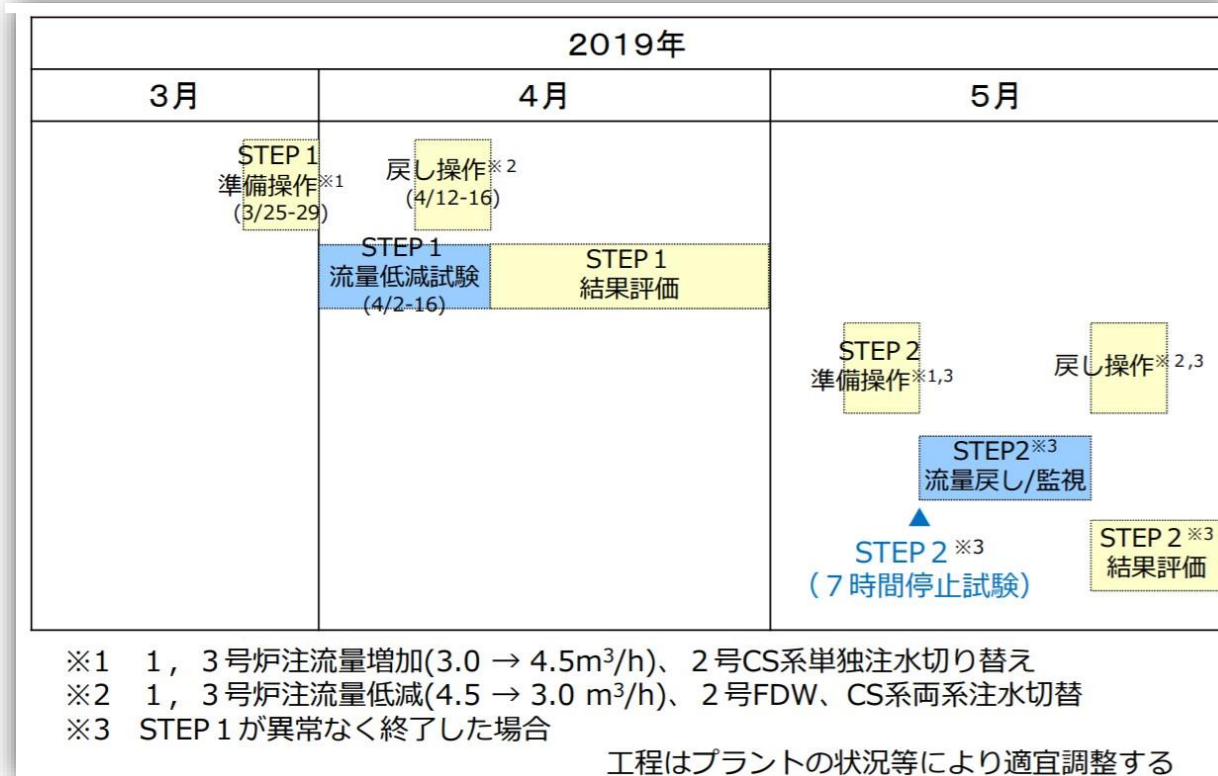 2019年
3月
4月
5月
STEP 1
準備操作※1
(3/25-29)
戻し操作※2
(4/12-16)
STEP 1
流量低減試験
(4/2-16)
STEP 1
結果評価
STEP 2
準備操作※1,3
戻し操作※2,3
STEP2※3
流量戻し/監視
▲
STEP 2 ※3
(7時間停止試験)
STEP 2 ※3
結果評価
※1 1，3号炉注流量増加(3.0 → 4.5m³/h)、2号CS系単独注水切り替え
※2 1，3号炉注流量低減(4.5 → 3.0 m³/h)、2号FDW、CS系両系注水切替
※3 STEP 1が異常なく終了した場合
工程はプラントの状況等により適宜調整する